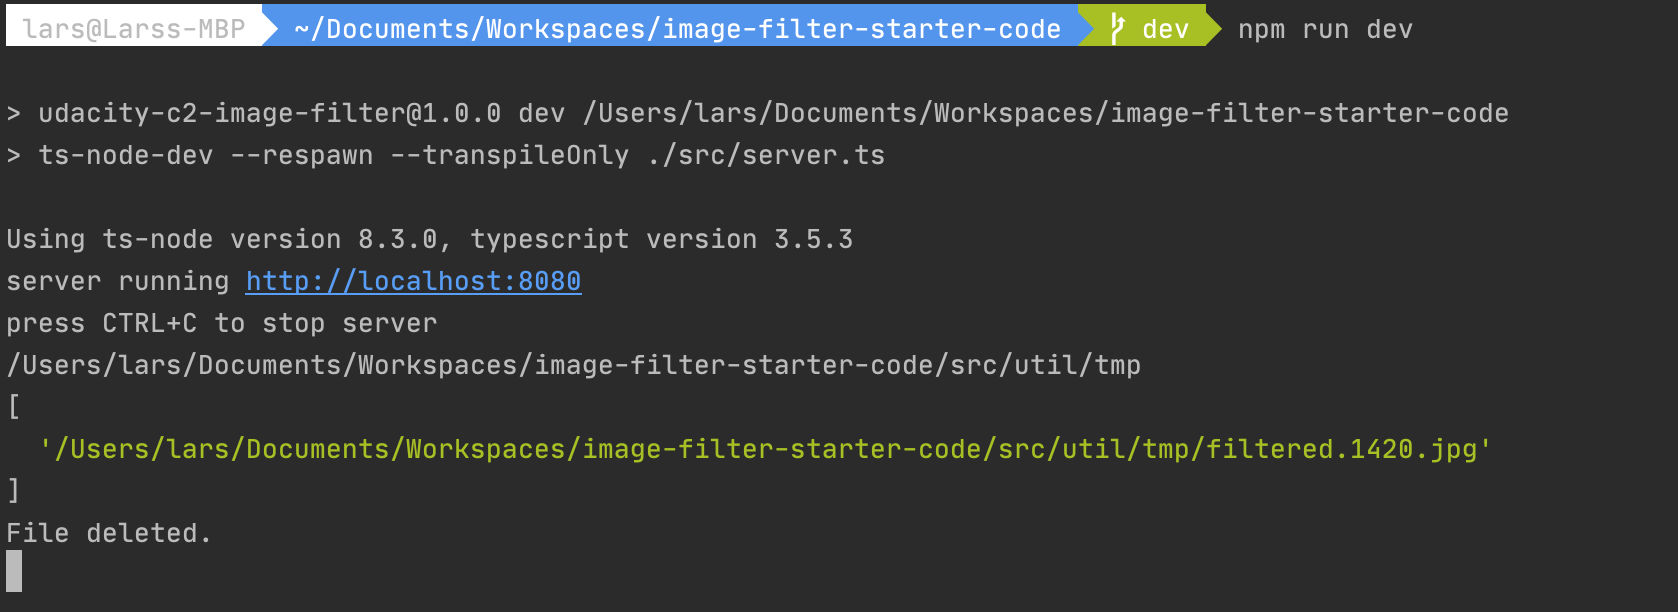 lars@Larss-MBP ~/Documents/Workspaces/image-filter-starter-code dev npm run dev
> udacity-c2-image-filter@1.0.0 dev /Users/lars/Documents/Workspaces/image-filter-starter-code
> ts-node-dev --respawn --transpileOnly ./src/server.ts
Using ts-node version 8.3.0, typescript version 3.5.3
server running http://localhost:8080
press CTRL+C to stop server
/Users/lars/Documents/Workspaces/image-filter-starter-code/src/util/tmp
[
'/Users/lars/Documents/Workspaces/image-filter-starter-code/src/util/tmp/filtered.1420.jpg'
]
File deleted.